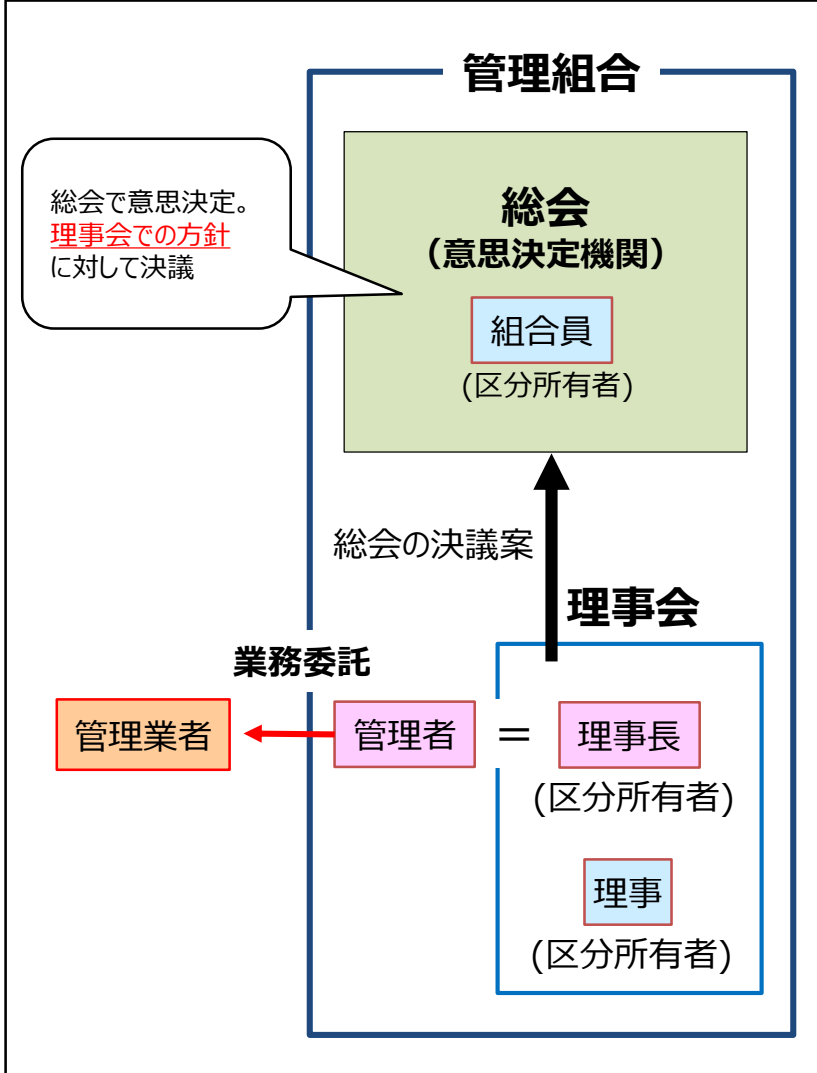 管理組合
総会で意思決定。
理事会での方針
に対して決議
総会
（意思決定機関）
組合員
(区分所有者)
総会の決議案
理事会
業務委託
管理業者
管理者
＝
理事長
(区分所有者)
理事
(区分所有者)